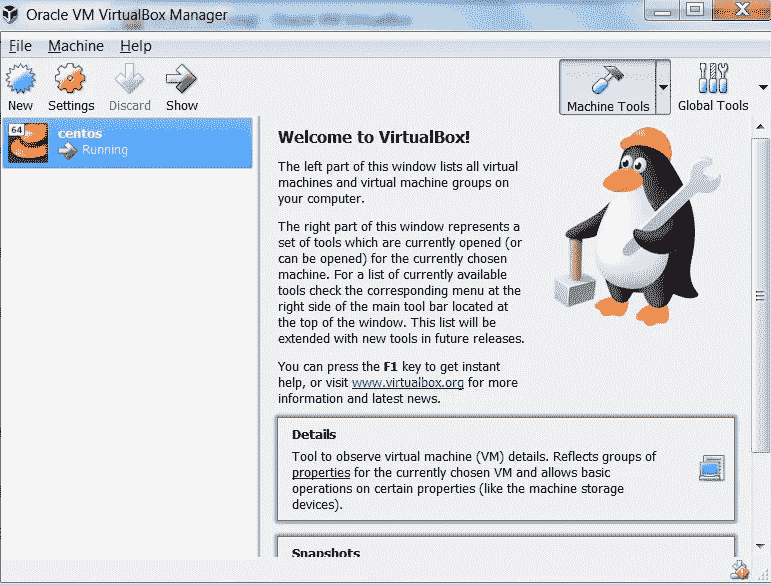 Oracle VM VirtualBox Manager
File Machine Help
New Settings Discard Show
Machine Tools Global Tools
64
centos
Running
Welcome to VirtualBox!
The left part of this window lists all virtual
machines and virtual machine groups on
your computer.
The right part of this window represents a
set of tools which are currently opened (or
can be opened) for the currently chosen
machine. For a list of currently available
tools check the corresponding menu at the
right side of the main tool bar located at
the top of the window. This list will be
extended with new tools in future releases.
You can press the F1 key to get instant
help, or visit www.virtualbox.org for more
information and latest news.
Details
Tool to observe virtual machine (VM) details. Reflects groups of
properties for the currently chosen VM and allows basic
operations on certain properties (like the machine storage
devices).
Snapshots